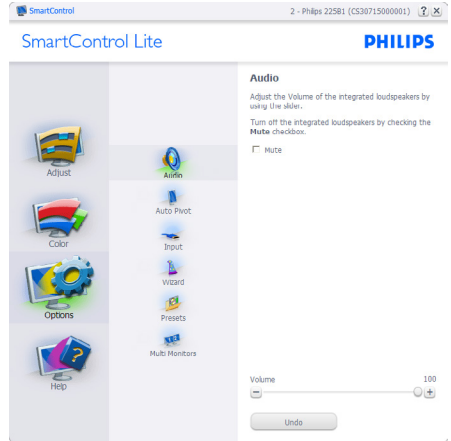 SmartControl
2 - Philips 225B1 (CS30715000001)
? X
SmartControl Lite
PHILIPS
Adjust
Color
Options
Help
Audio
Auto Pivot
Input
Wizard
Presets
Multi Monitors
Audio
Adjust the Volume of the integrated loudspeakers by
using the slider.
Turn off the integrated loudspeakers by checking the
Mute checkbox.
Mute
Volume
100
Undo